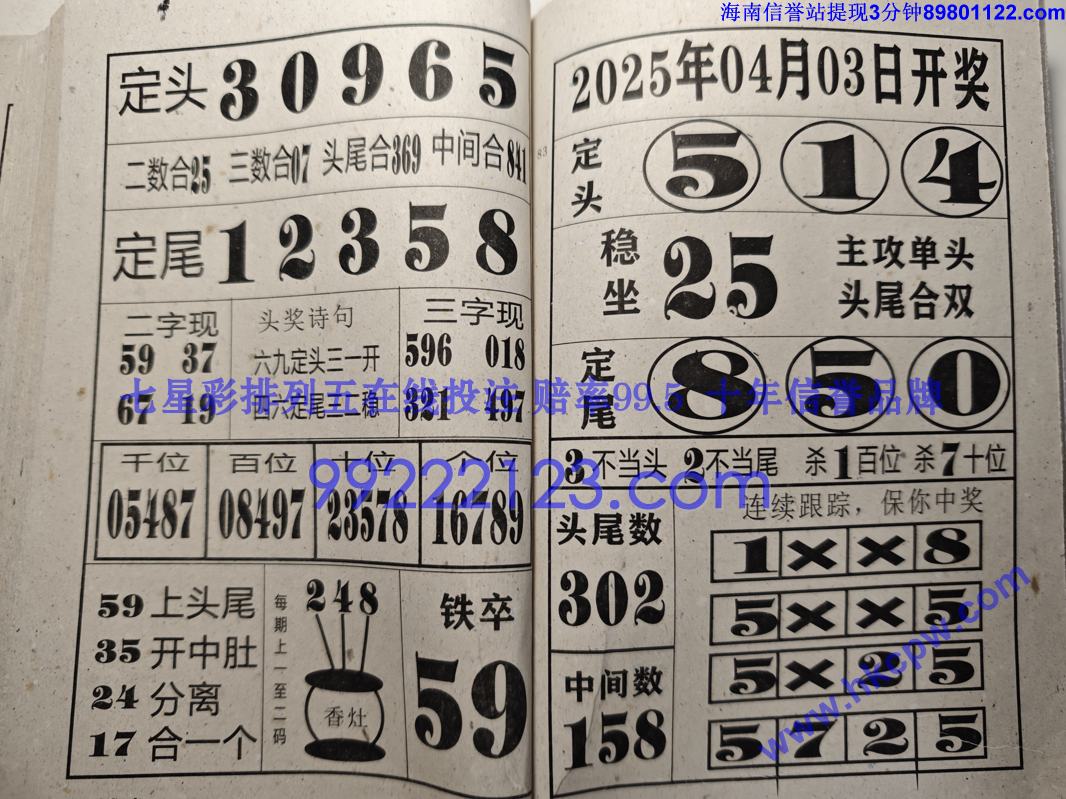 海南信誉站提现3分钟89801122.com
定头 3 0 9 6 5
二数合25 三数合07 头尾合369 中间合841
定尾 1 2 3 5 8
二字现
59 37
67 19
头奖诗句
六九定头三一开
四六定尾三二稳
三字现
596 018
321 497
千位 百位 十位 个位
05487 08497 23578 16789
59上头尾
35开中肚
24分离
17合一个
每期上一至二码
248
香灶
铁卒
59
2025年04月03日开奖
83
定头 5 1 4
稳坐 25
主攻单头
头尾合双
定尾 8 5 0
3不当头 2不当尾 杀1百位 杀7十位
头尾数
302
中间数
158
连续跟踪，保你中奖
1××8
5××5
5×25
5725
七星彩排列五在线投注 赔率99.5 十年信誉品牌
99222123.com
www.hkcpw.com